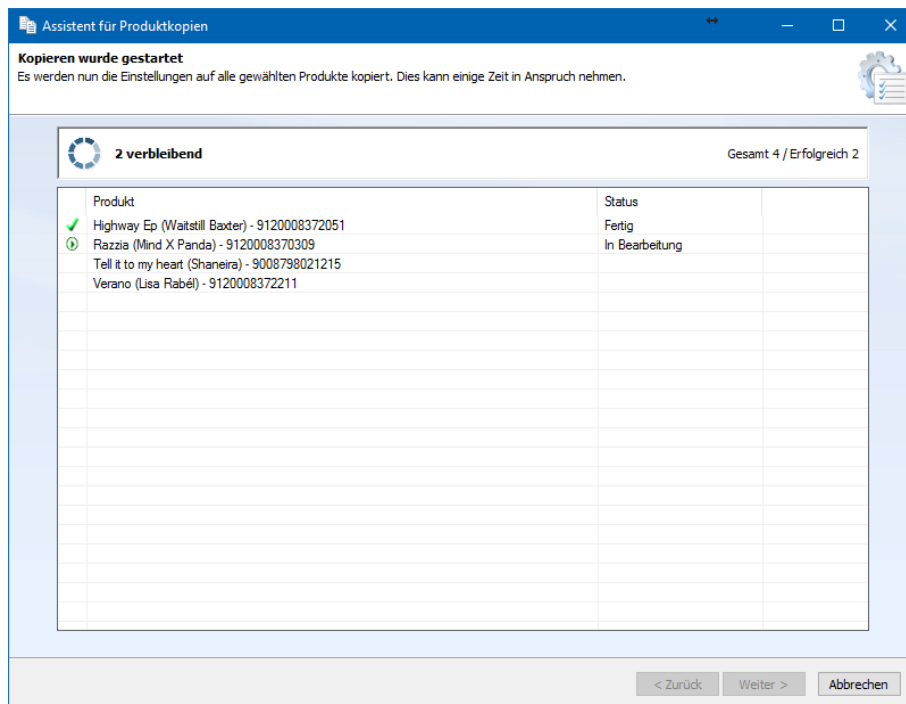 Assistent für Produktkopien
Kopieren wurde gestartet
Es werden nun die Einstellungen auf alle gewählten Produkte kopiert. Dies kann einige Zeit in Anspruch nehmen.
2 verbleibend Gesamt 4 / Erfolgreich 2
Produkt Status
Highway Ep (Waitstill Baxter) - 9120008372051 Fertig
Razzia (Mind X Panda) - 9120008370309 In Bearbeitung
Tell it to my heart (Shaneira) - 9008798021215
Verano (Lisa Rabél) - 9120008372211
< Zurück Weiter > Abbrechen